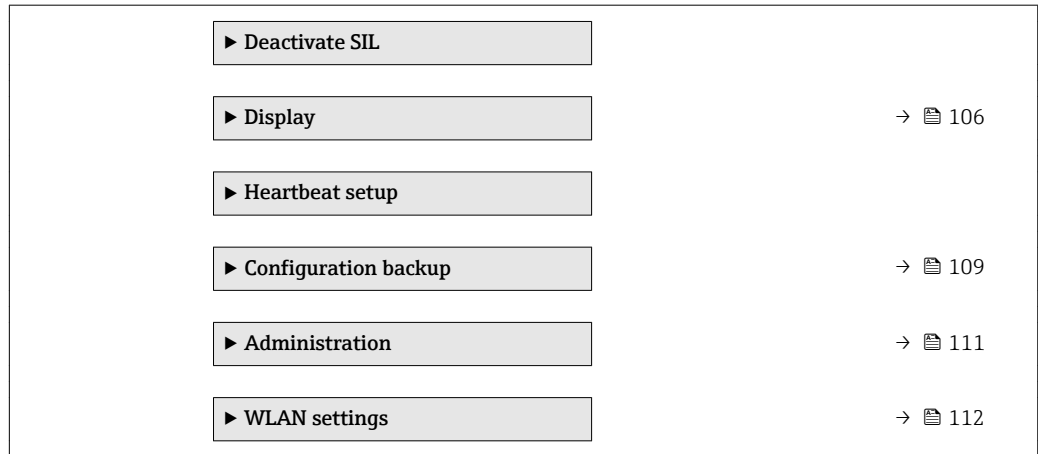 ▶ Deactivate SIL
▶ Display → 106
▶ Heartbeat setup
▶ Configuration backup → 109
▶ Administration → 111
▶ WLAN settings → 112